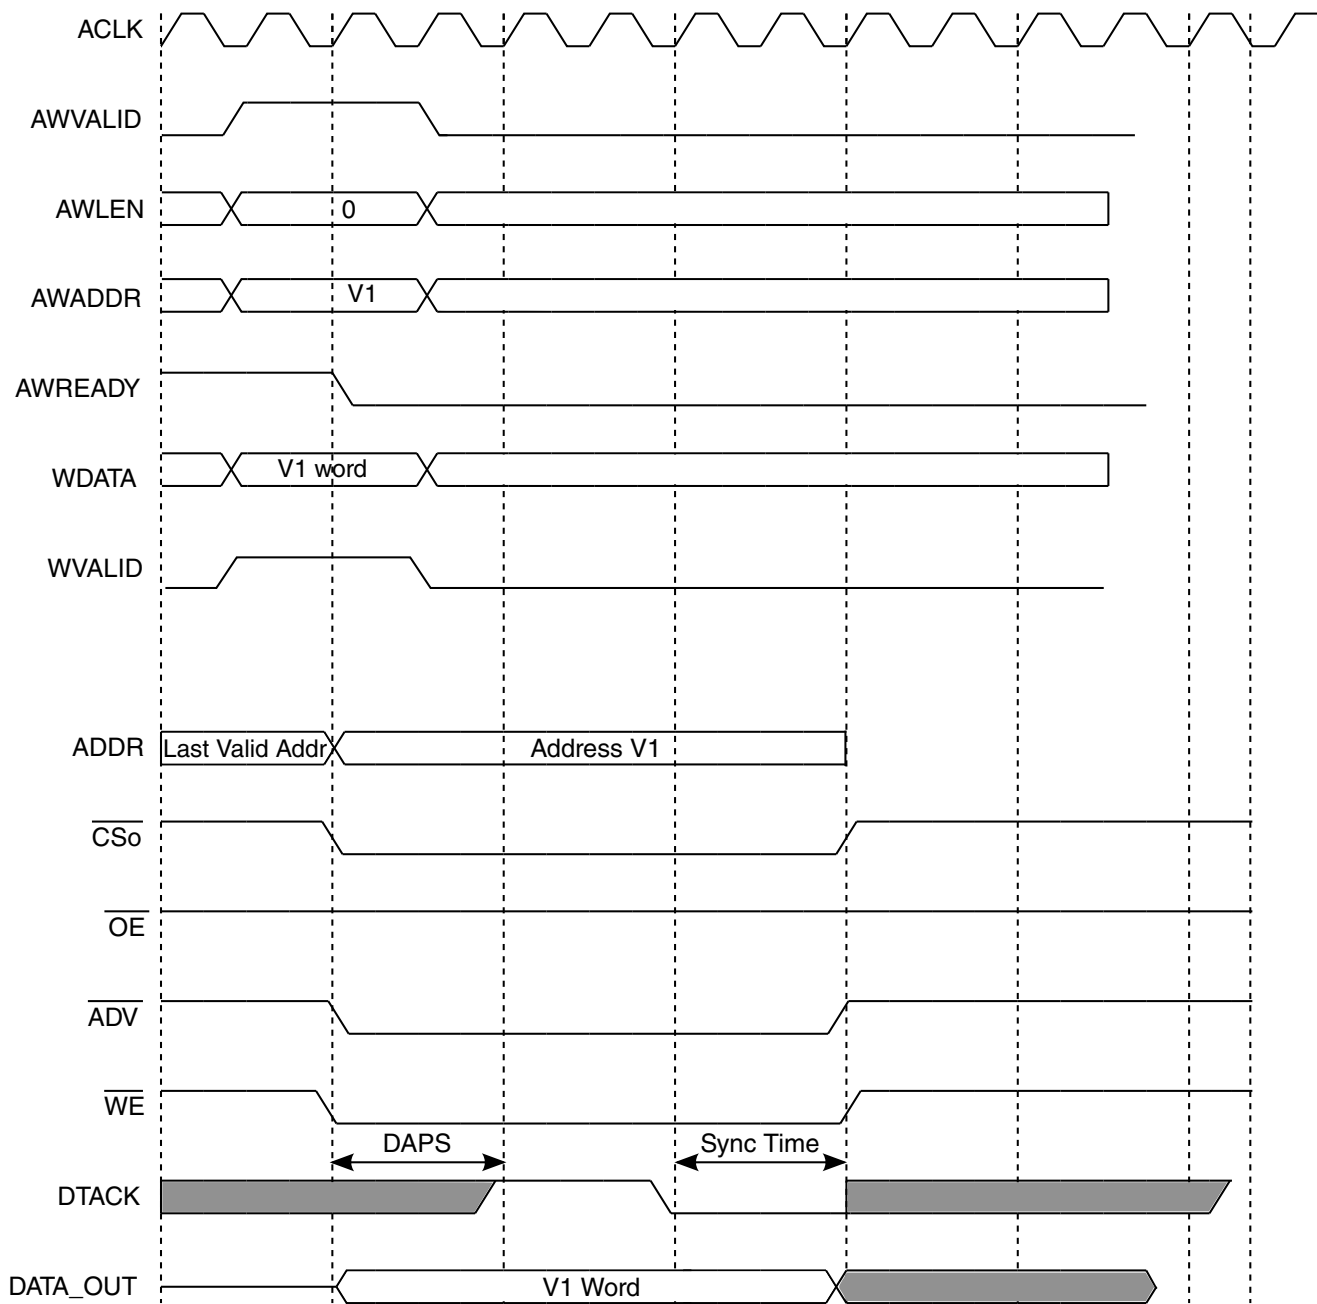 ACLK
AWVALID
AWLEN
0
AWADDR
V1
AWREADY
WDATA
V1 word
WVALID
ADDR
Last Valid Addr
Address V1
CSo
OE
ADV
WE
DAPS
Sync Time
DTACK
DATA_OUT
V1 Word